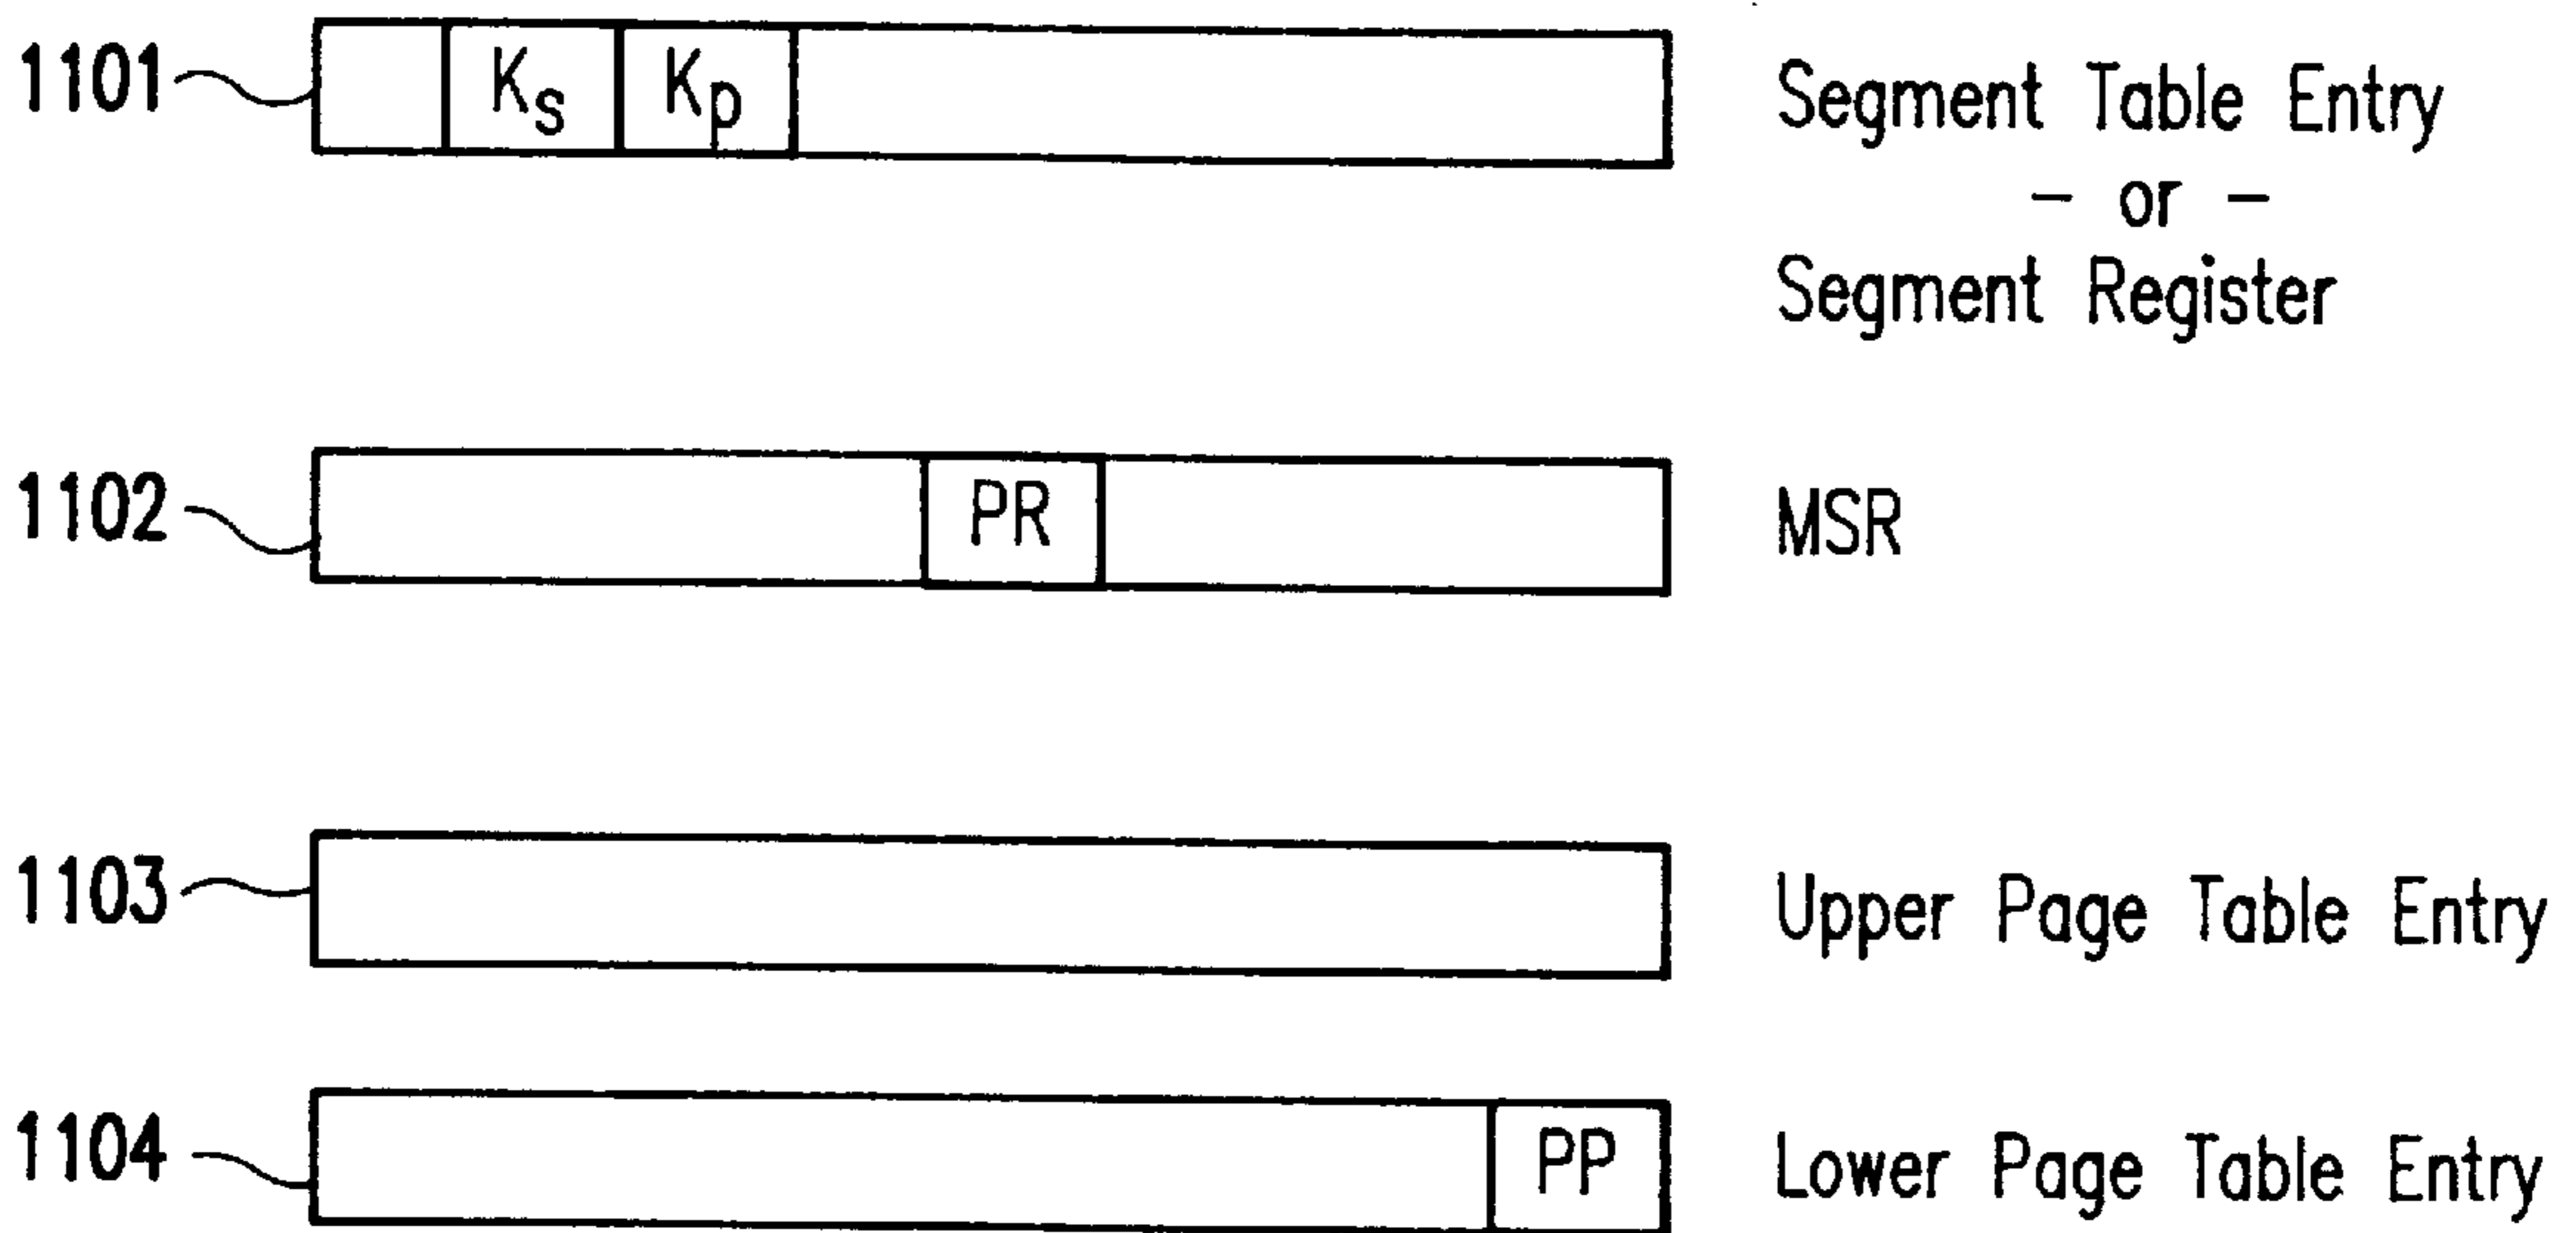 1101 Ks Kp Segment Table Entry
- or -
Segment Register
1102 PR MSR
1103 Upper Page Table Entry
1104 PP Lower Page Table Entry